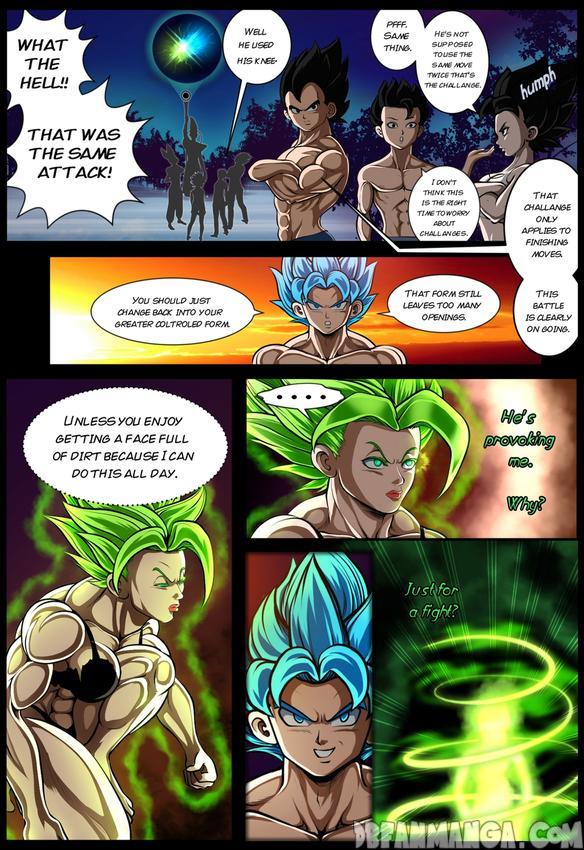 WHAT
THE
HELL!!
THAT WAS
THE SAME
ATTACK!
WELL
HE USED
HIS KNEE-
PFFF.
SAME
THING.
HE'S NOT
SUPPOSED
TO USE THE
SAME MOVE
TWICE THAT'S
THE CHALLANGE.
humph
I DON'T
THINK THIS
IS THE RIGHT
TIME TO WORRY
ABOUT
CHALLANGES.
THAT
CHALLANGE
ONLY
APPLIES TO
FINISHING
MOVES.
THIS
BATTLE
IS CLEARLY
ON GOING.
YOU SHOULD JUST
CHANGE BACK INTO YOUR
GREATER COLTROLED FORM.
THAT FORM STILL
LEAVES TOO MANY
OPENINGS.
UNLESS YOU ENJOY
GETTING A FACE FULL
OF DIRT BECAUSE I CAN
DO THIS ALL DAY.
....
He's
provoking
me.
Why?
Just for
a fight?
DBFANMANGA.COM